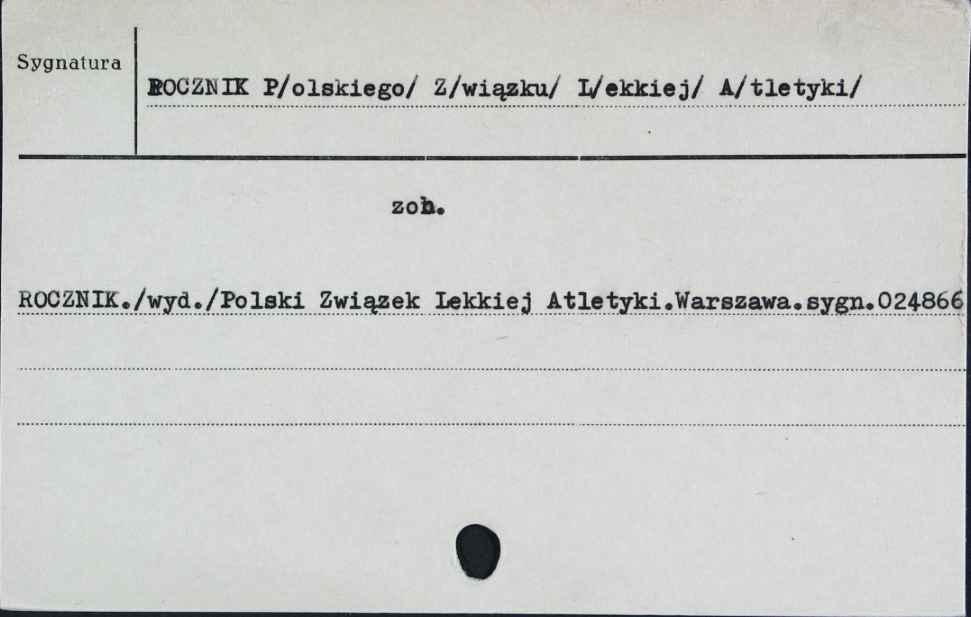 Sygnatura
ROCZNIK P/olskiego/ Z/wiązku/ L/ekkiej/ A/tletyki/
zob.
ROCZNIK./wyd./Polski Związek Lekkiej Atletyki.Warszawa.sygn.024866